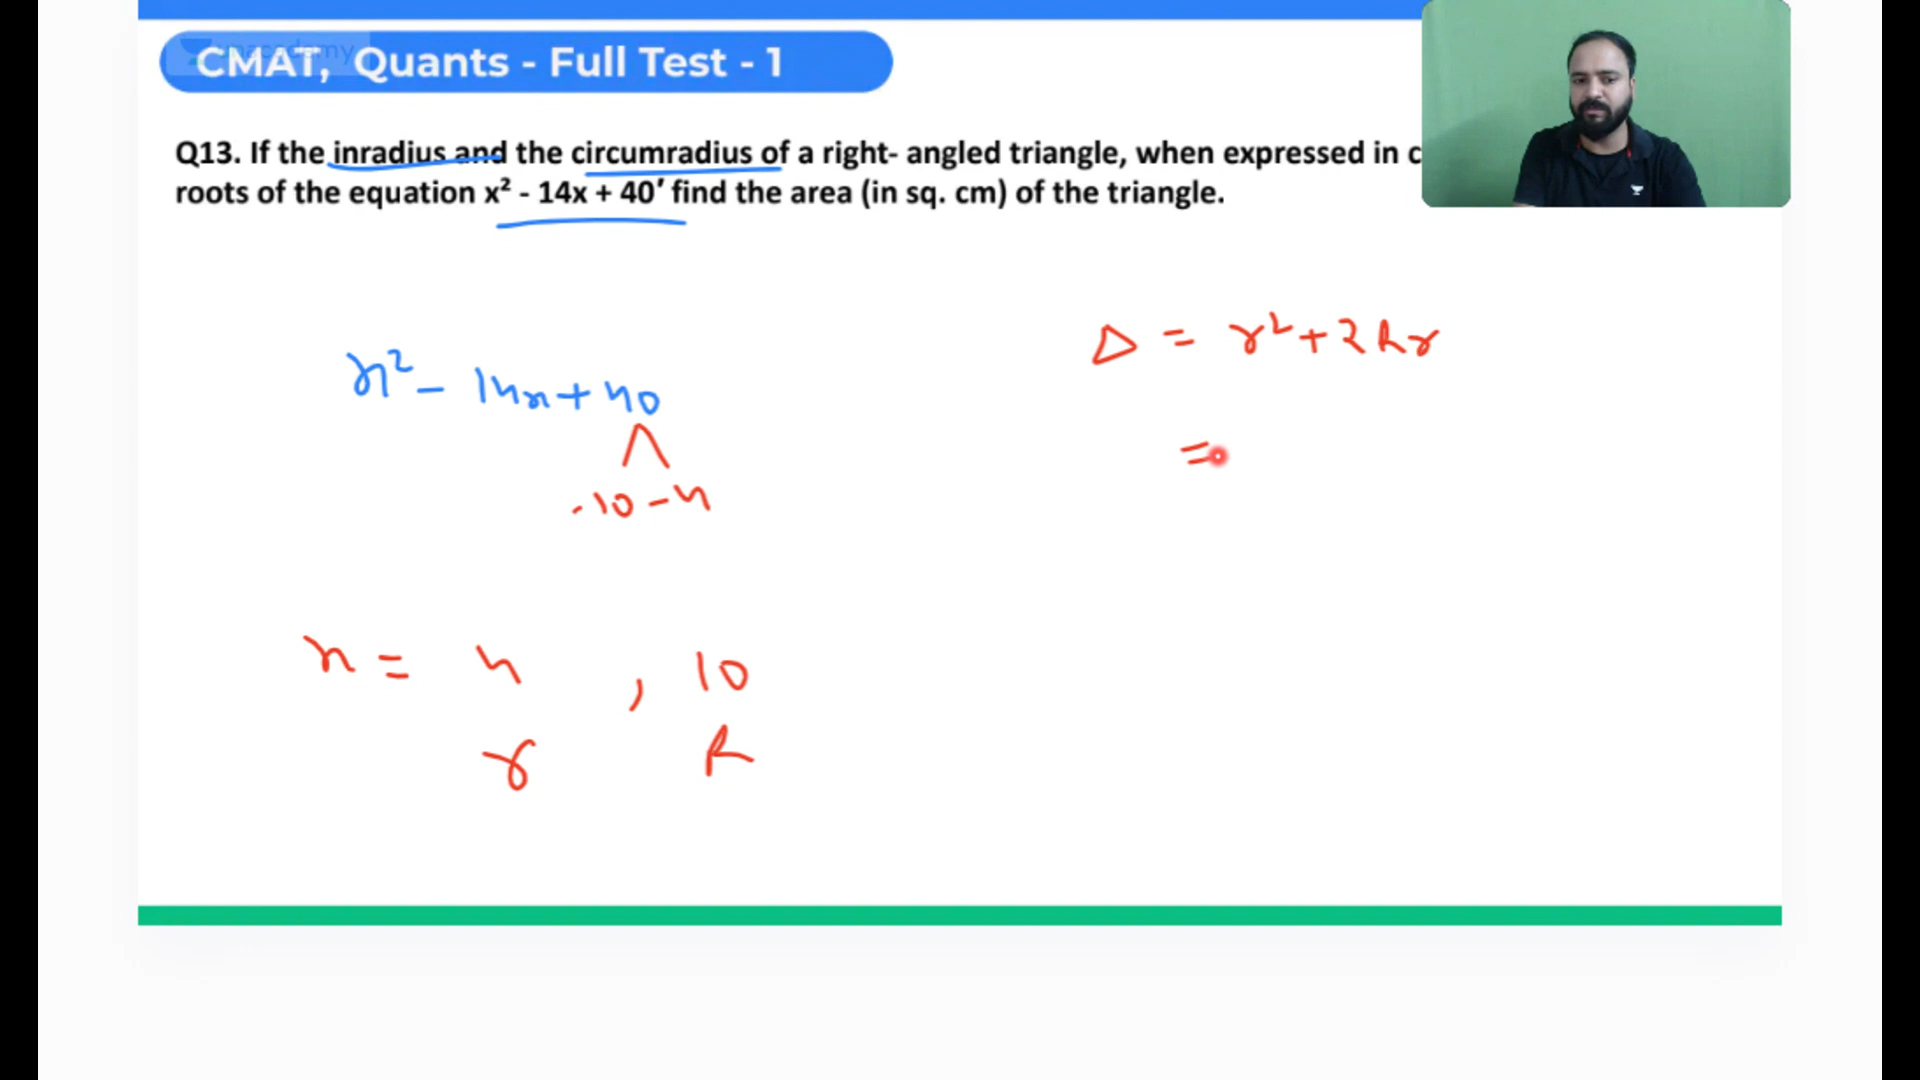 CMAT, Quants - Full Test - 1
Q13. If the inradius and the circumradius of a right- angled triangle, when expressed in c
roots of the equation x² - 14x + 40′ find the area (in sq. cm) of the triangle.
x² - 14x + 40
-10 -4
x = 4 , 10
r R
Δ = r² + 2Rr
=